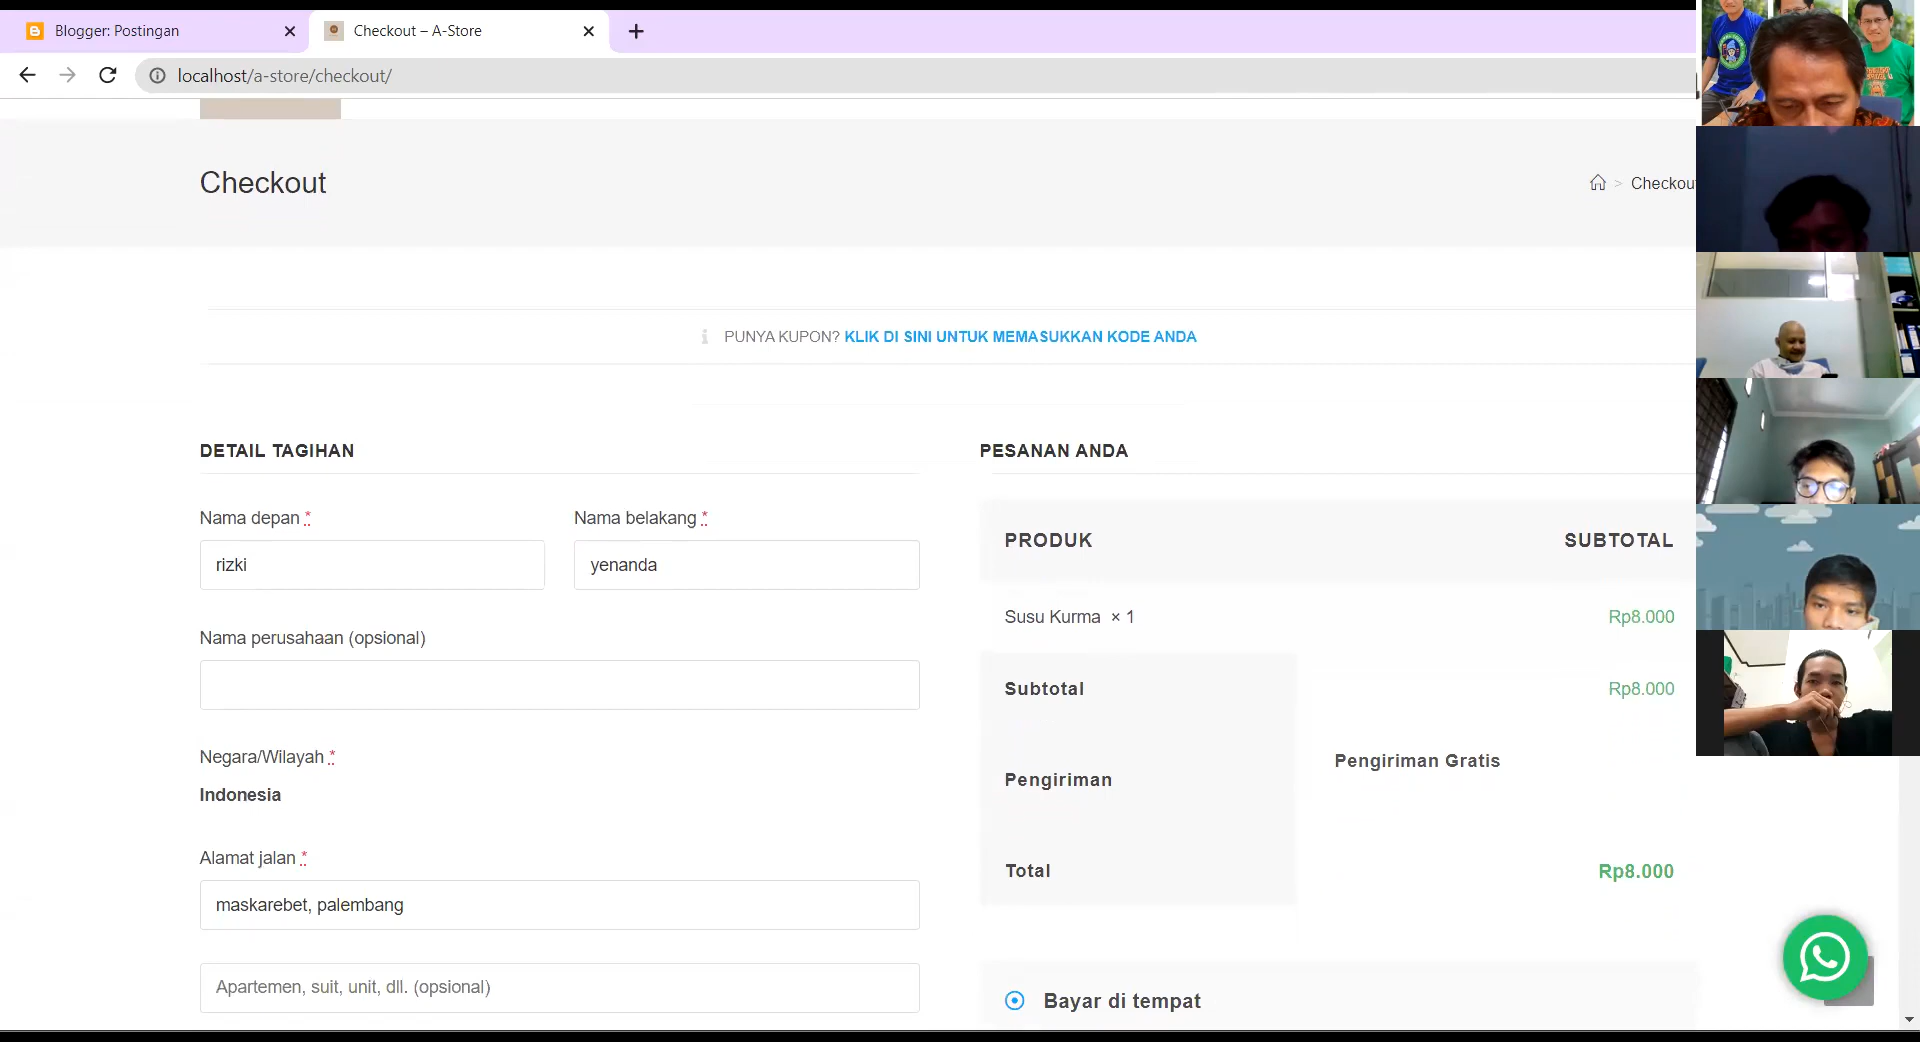 Blogger: Postingan
Checkout – A-Store
localhost/a-store/checkout/
Checkout
> Checkou
PUNYA KUPON? KLIK DI SINI UNTUK MEMASUKKAN KODE ANDA
DETAIL TAGIHAN
Nama depan *
Nama belakang *
rizki
yenanda
Nama perusahaan (opsional)
Negara/Wilayah *
Indonesia
Alamat jalan *
maskarebet, palembang
Apartemen, suit, unit, dll. (opsional)
PESANAN ANDA
PRODUK SUBTOTAL
Susu Kurma × 1 Rp8.000
Subtotal Rp8.000
Pengiriman Pengiriman Gratis
Total Rp8.000
Bayar di tempat